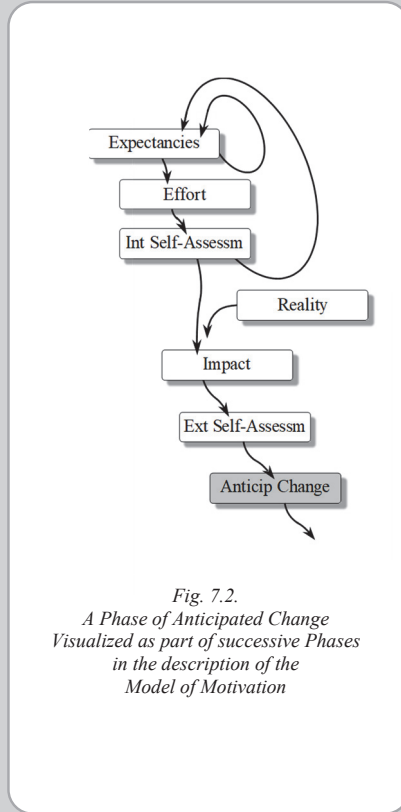 Expectancies
Effort
Int Self-Assessm
Reality
Impact
Ext Self-Assessm
Anticip Change
Fig. 7.2.
A Phase of Anticipated Change
Visualized as part of successive Phases
in the description of the
Model of Motivation